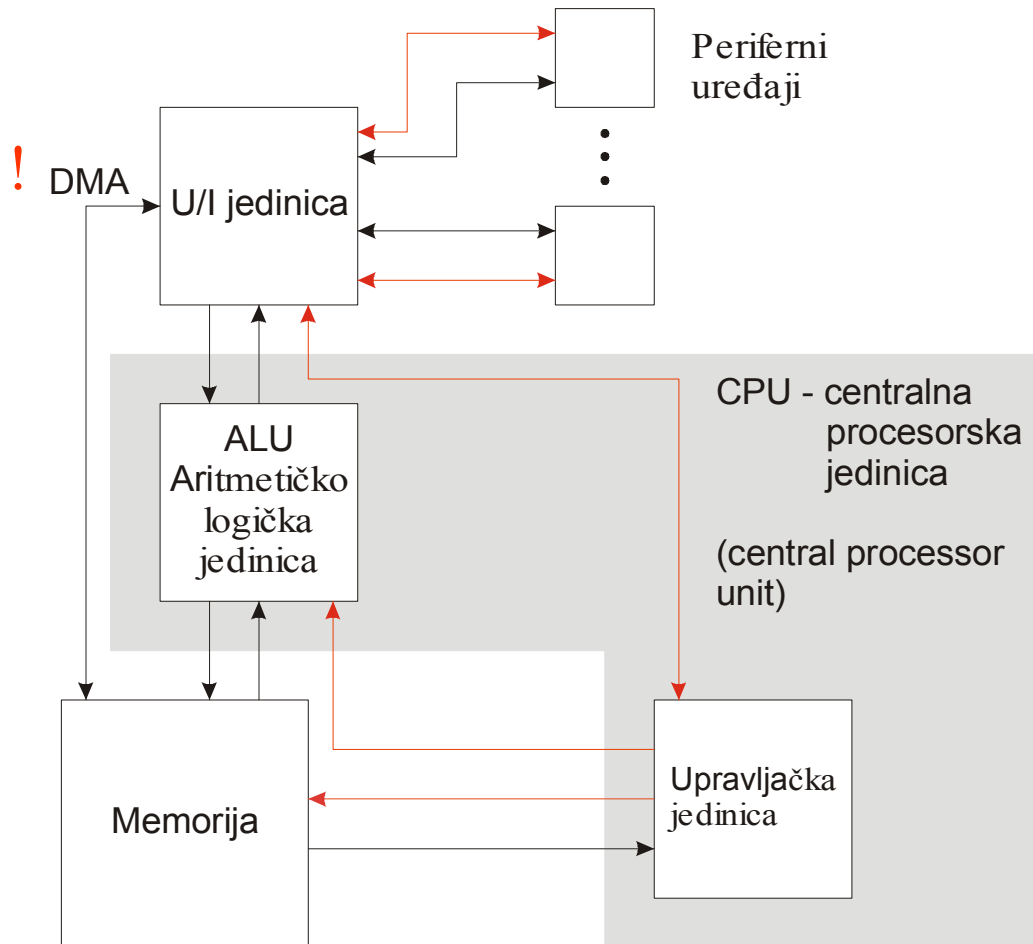 Periferni
uređaji
! DMA
U/I jedinica
CPU - centralna
procesorska
jedinica
(central processor
unit)
ALU
Aritmetičko
logička
jedinica
Memorija
Upravljačka
jedinica